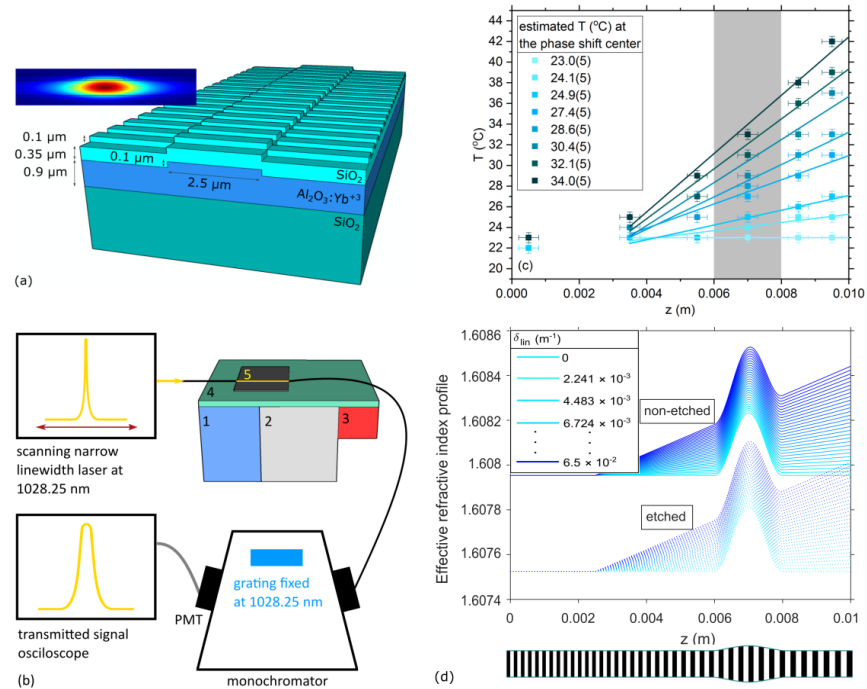 (a)
0.1 µm
0.35 µm
0.9 µm
0.1 µm
2.5 µm
SiO₂
Al₂O₃:Yb⁺³
SiO₂
estimated T (°C) at
the phase shift center
23.0(5)
24.1(5)
24.9(5)
27.4(5)
28.6(5)
30.4(5)
32.1(5)
34.0(5)
T (°C)
44
42
40
38
36
34
32
30
28
26
24
22
20
(c)
0.000 0.002 0.004 0.006 0.008 0.010
z (m)
scanning narrow
linewidth laser at
1028.25 nm
1
2
3
4
5
transmitted signal
osciloscope
PMT
grating fixed
at 1028.25 nm
monochromator
(b)
δlin (m⁻¹)
0
2.241 × 10⁻³
4.483 × 10⁻³
6.724 × 10⁻³
6.5 × 10⁻²
non-etched
etched
Effective refractive index profile
1.6086
1.6084
1.6082
1.608
1.6078
1.6076
1.6074
0 0.002 0.004 0.006 0.008 0.01
z (m)
(d)